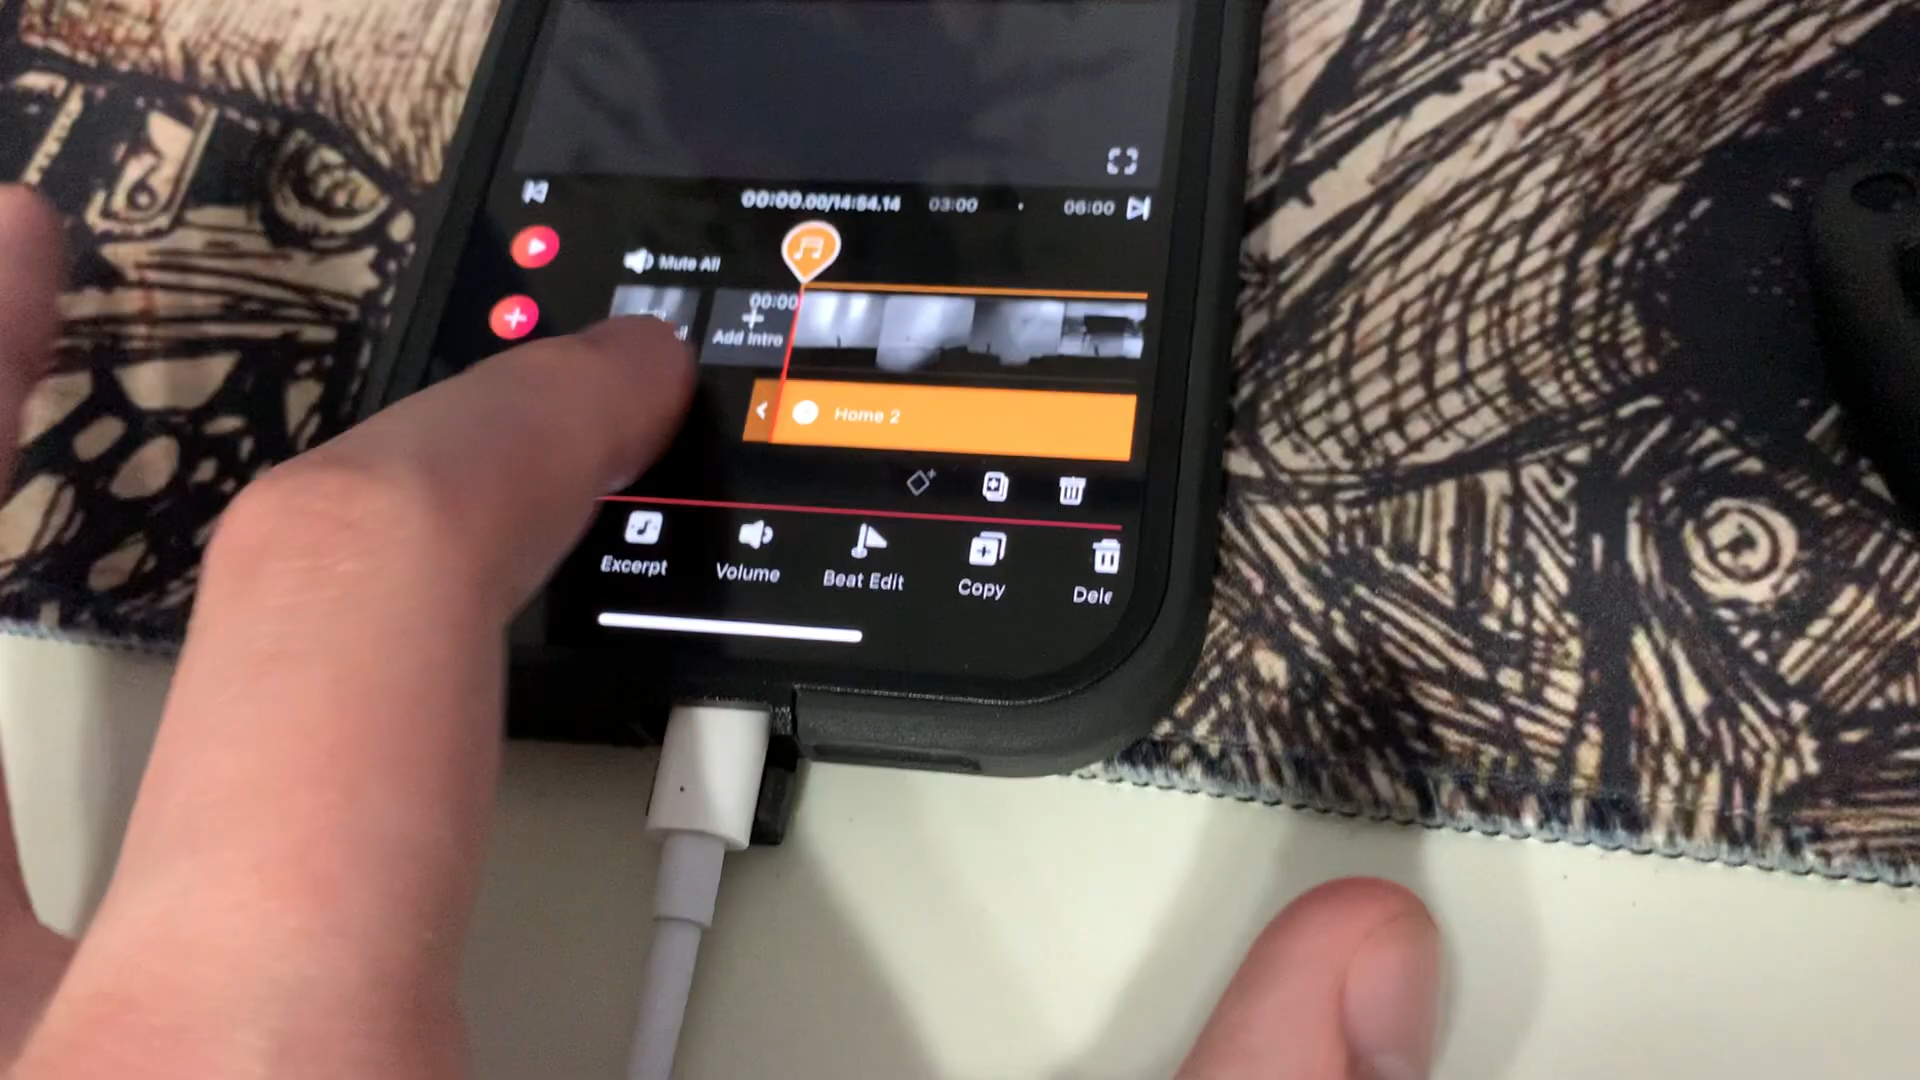 00:00.00/14:54.14 03:00 06:00
Mute All
00:00
Add Intro
Home 2
Excerpt
Volume
Beat Edit
Copy
Dele